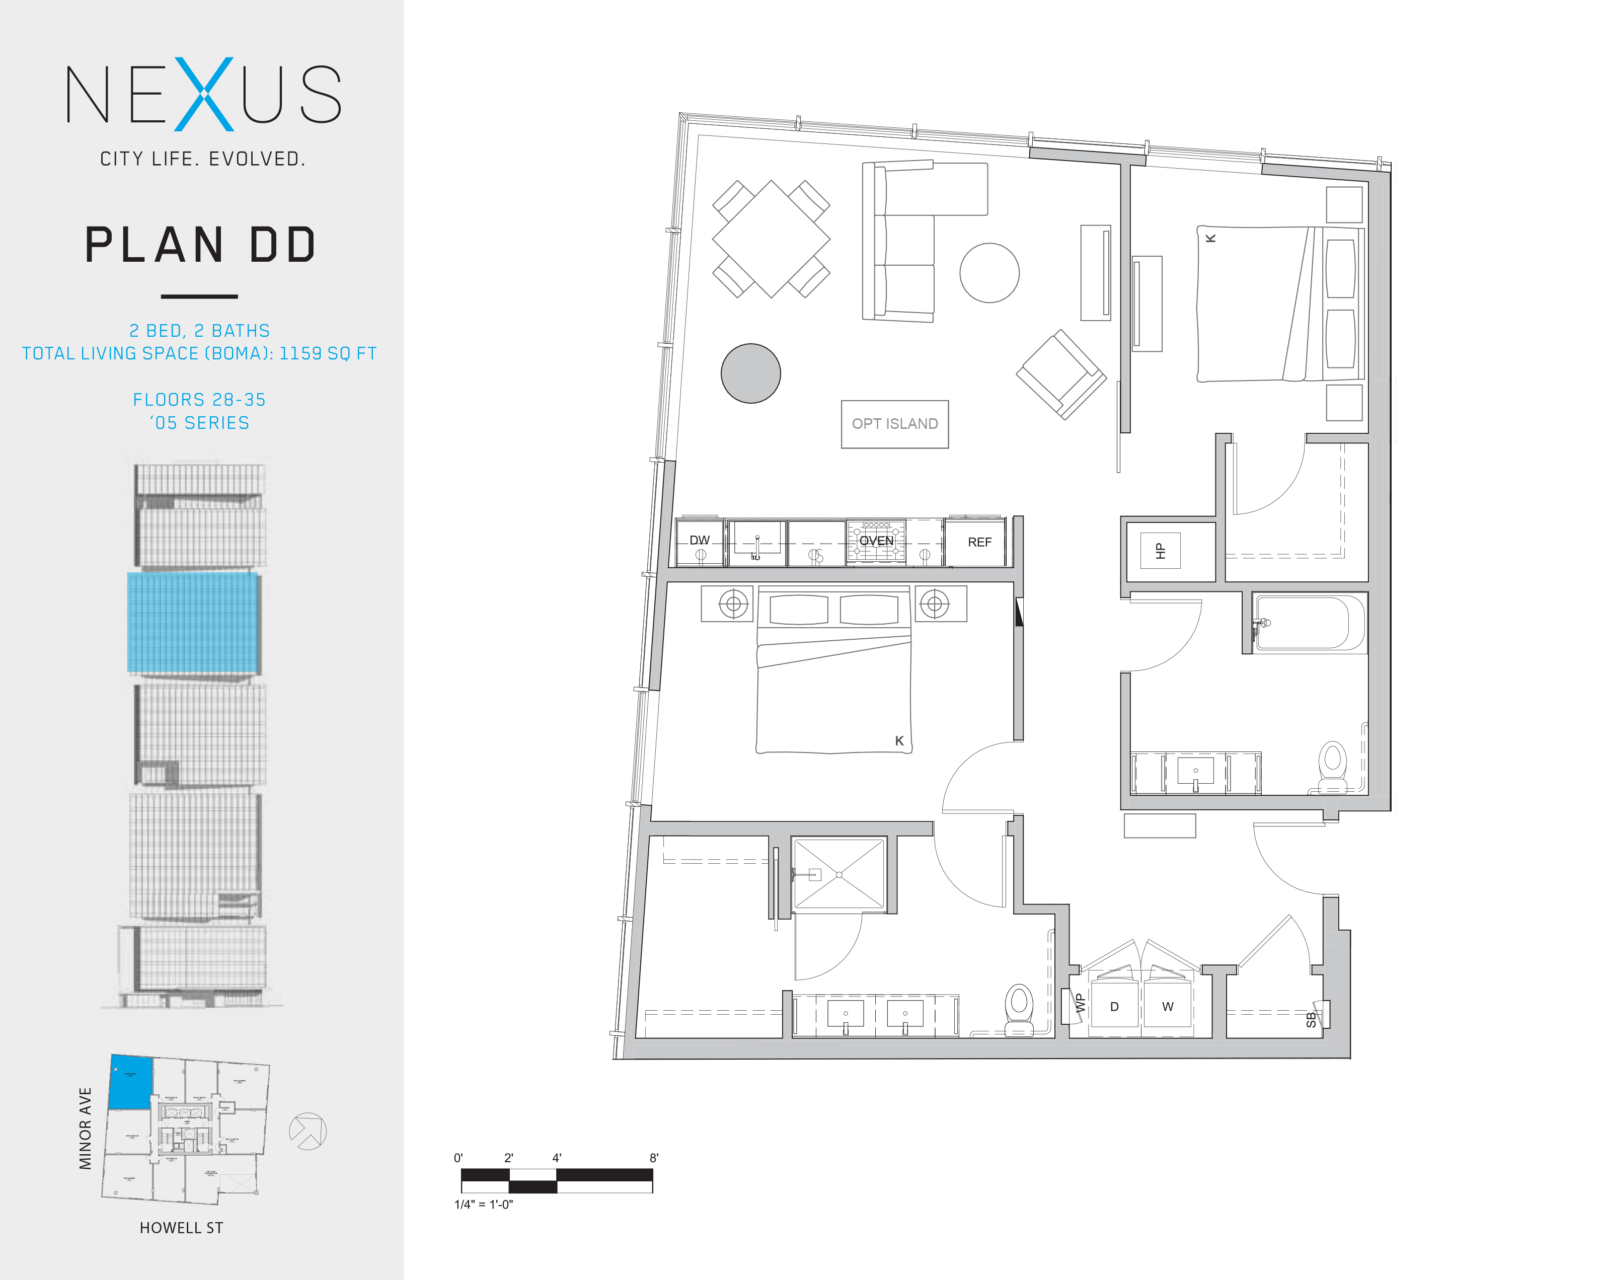 NEXUS
CITY LIFE. EVOLVED.
PLAN DD
2 BED, 2 BATHS
TOTAL LIVING SPACE (BOMA): 1159 SQ FT
FLOORS 28-35
'05 SERIES
MINOR AVE
HOWELL ST
K
OPT ISLAND
DW
OVEN
REF
HP
K
WP
D
W
SB
0'
2'
4'
8'
1/4" = 1'-0"